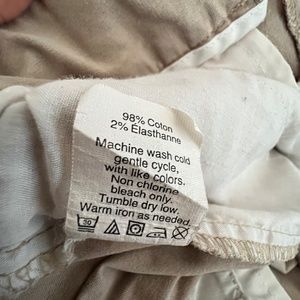 98% Coton
2% Elasthanne
Machine wash cold
gentle cycle,
with like colors.
Non chlorine
bleach only.
Tumble dry low.
Warm iron as needed.